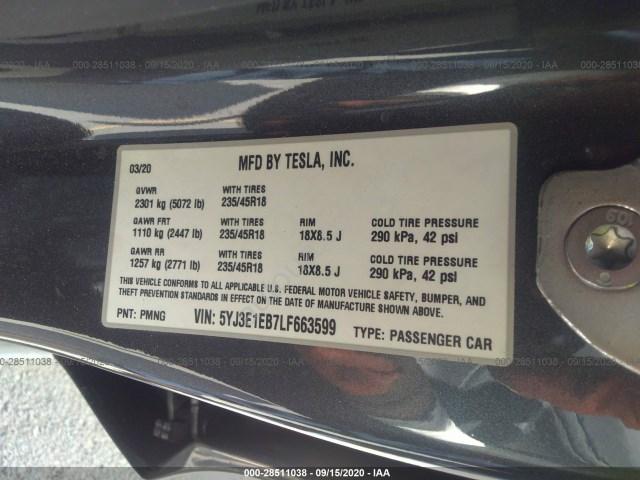 000-28511038 - 09/15/2020 - IAA
03/20 MFD BY TESLA, INC.
GVWR WITH TIRES
2301 kg (5072 lb) 235/45R18
GAWR FRT WITH TIRES RIM COLD TIRE PRESSURE
1110 kg (2447 lb) 235/45R18 18X8.5 J 290 kPa, 42 psi
GAWR RR WITH TIRES RIM COLD TIRE PRESSURE
1257 kg (2771 lb) 235/45R18 18X8.5 J 290 kPa, 42 psi
THIS VEHICLE CONFORMS TO ALL APPLICABLE U.S. FEDERAL MOTOR VEHICLE SAFETY, BUMPER, AND
THEFT PREVENTION STANDARDS IN EFFECT ON THE DATE OF MANUFACTURE SHOWN ABOVE.
PNT: PMNG VIN: 5YJ3E1EB7LF663599 TYPE: PASSENGER CAR
000-28511038 - 09/15/2020 - IAA